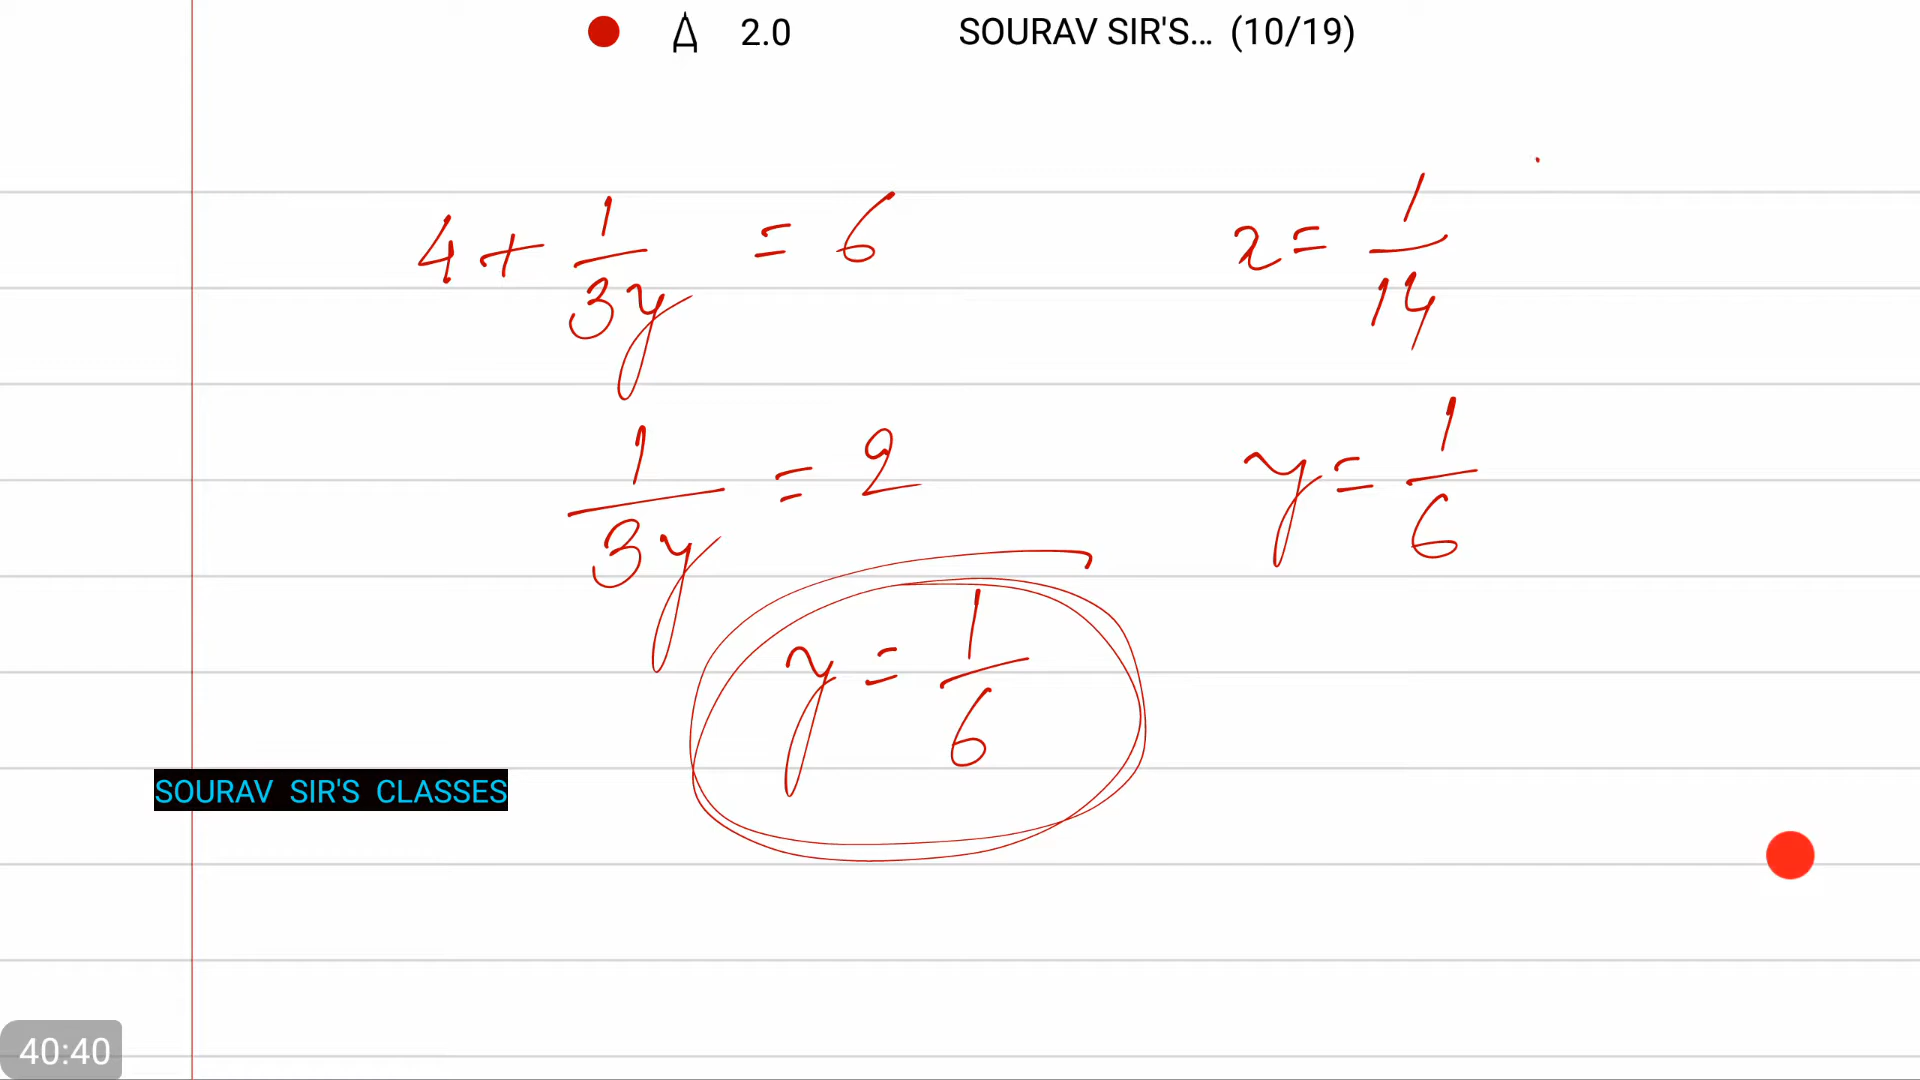 A 2.0 SOURAV SIR'S... (10/19)
4 + 1/3y = 6
x = 1/14
1/3y = 2
y = 1/6
y = 1/6
SOURAV SIR'S CLASSES
40:40